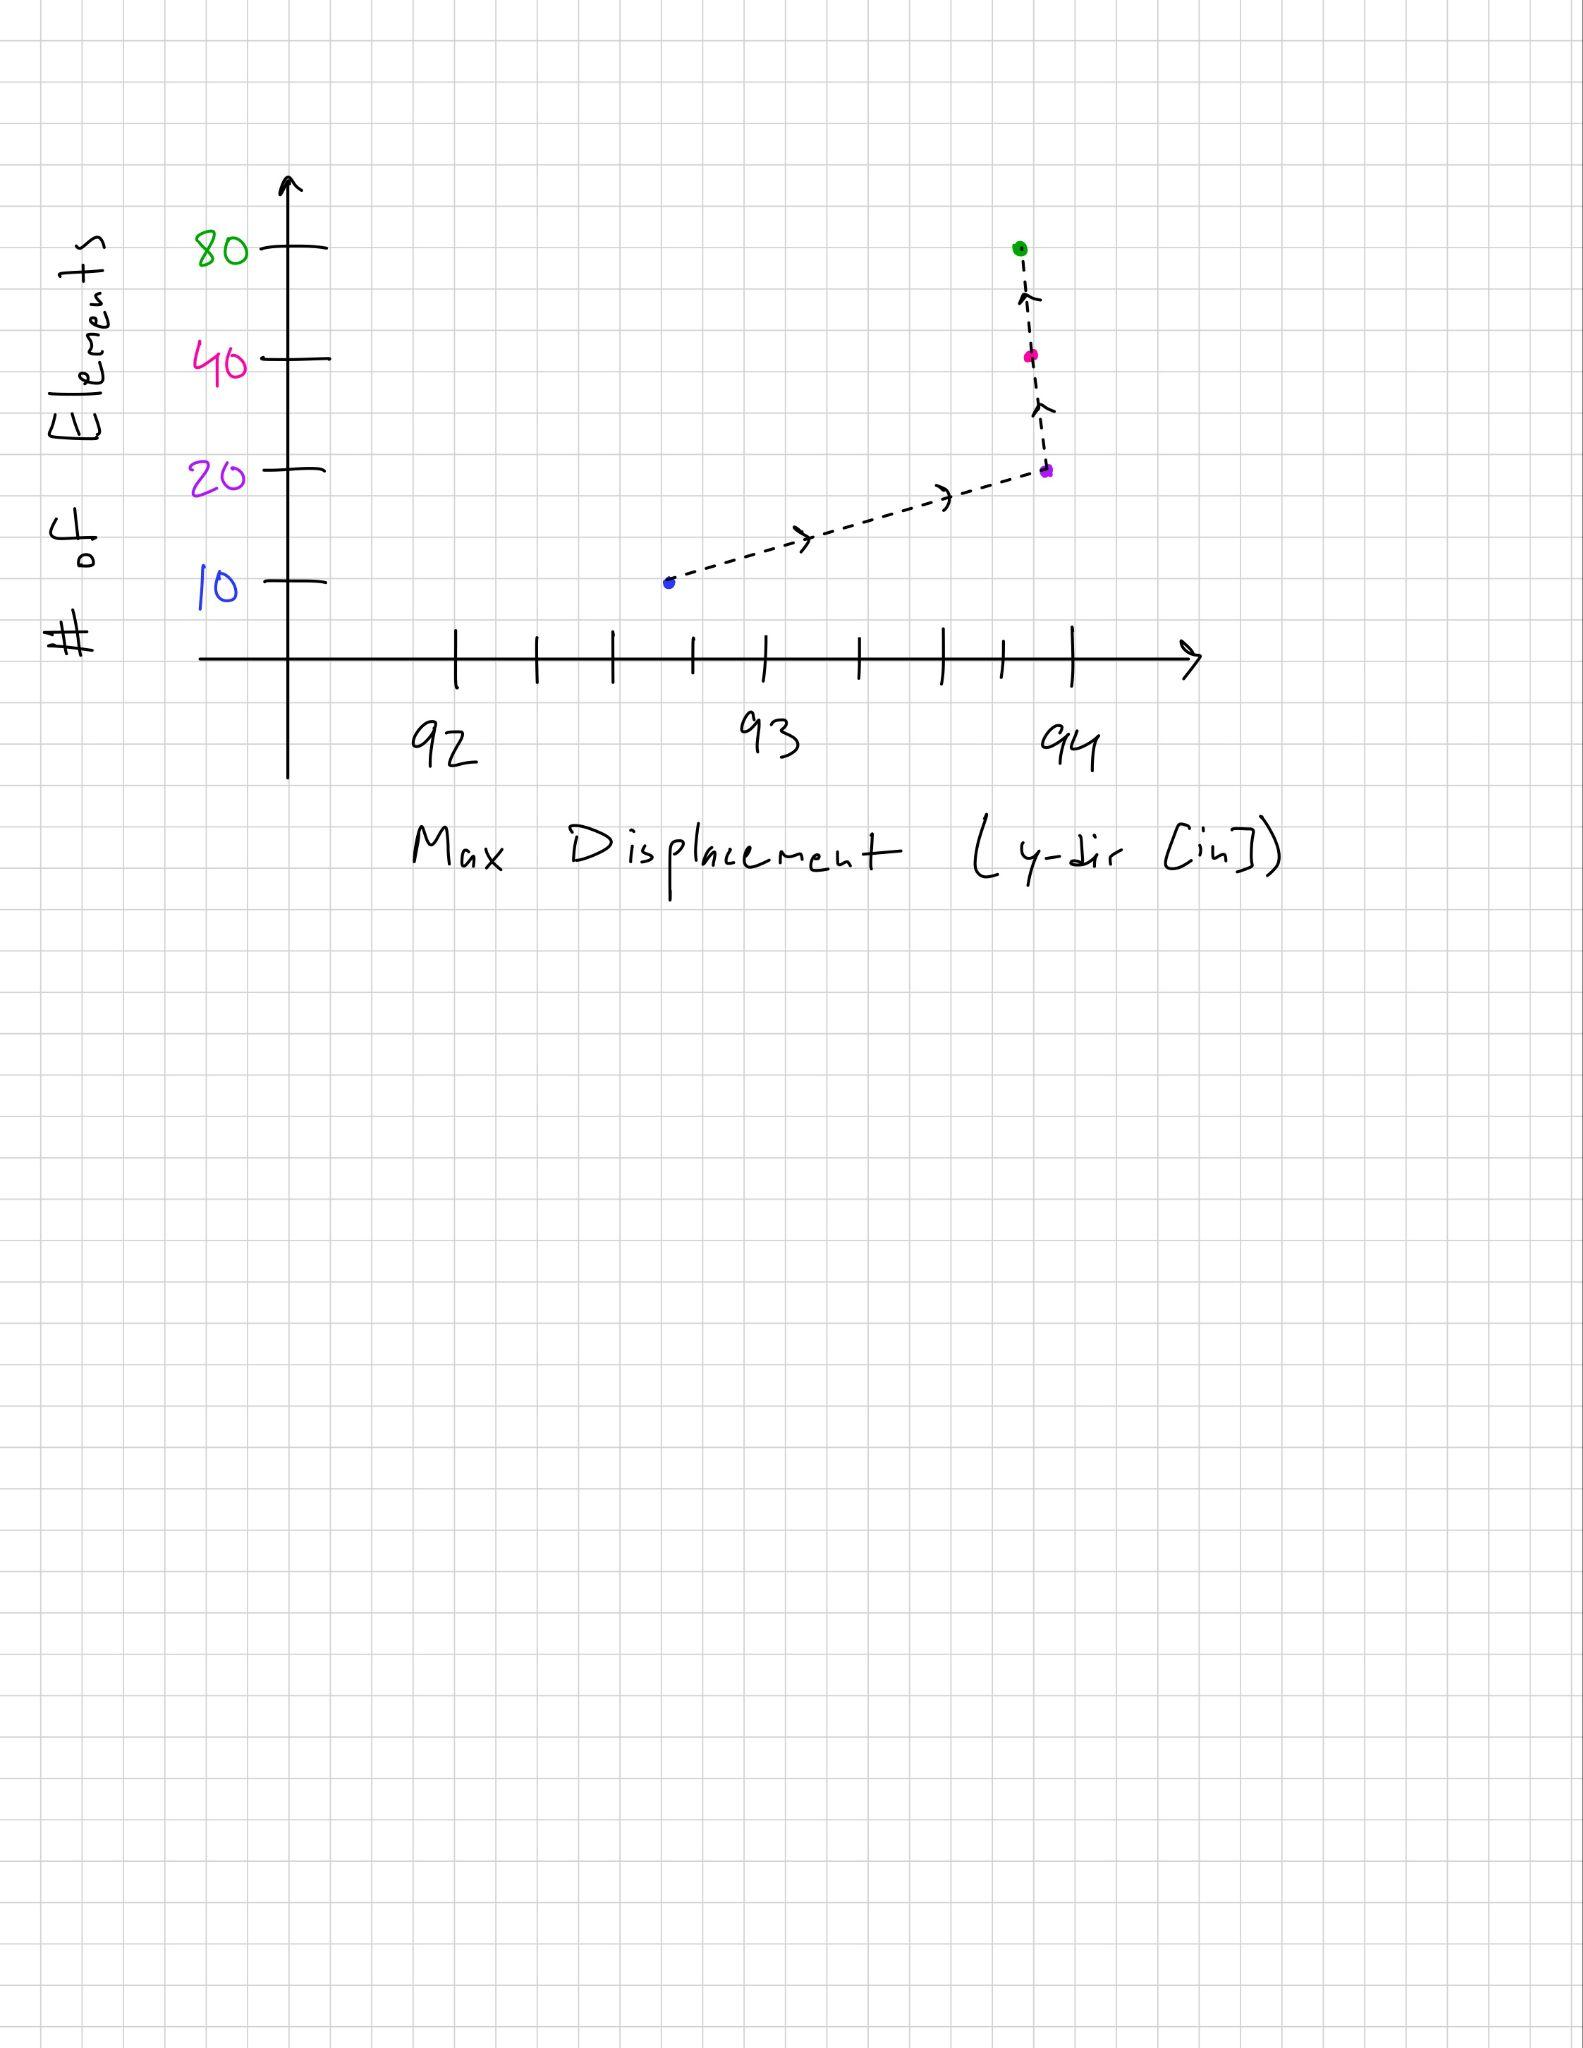 # of Elements
80
40
20
10
92 93 94
Max Displacement (y-dir [in])